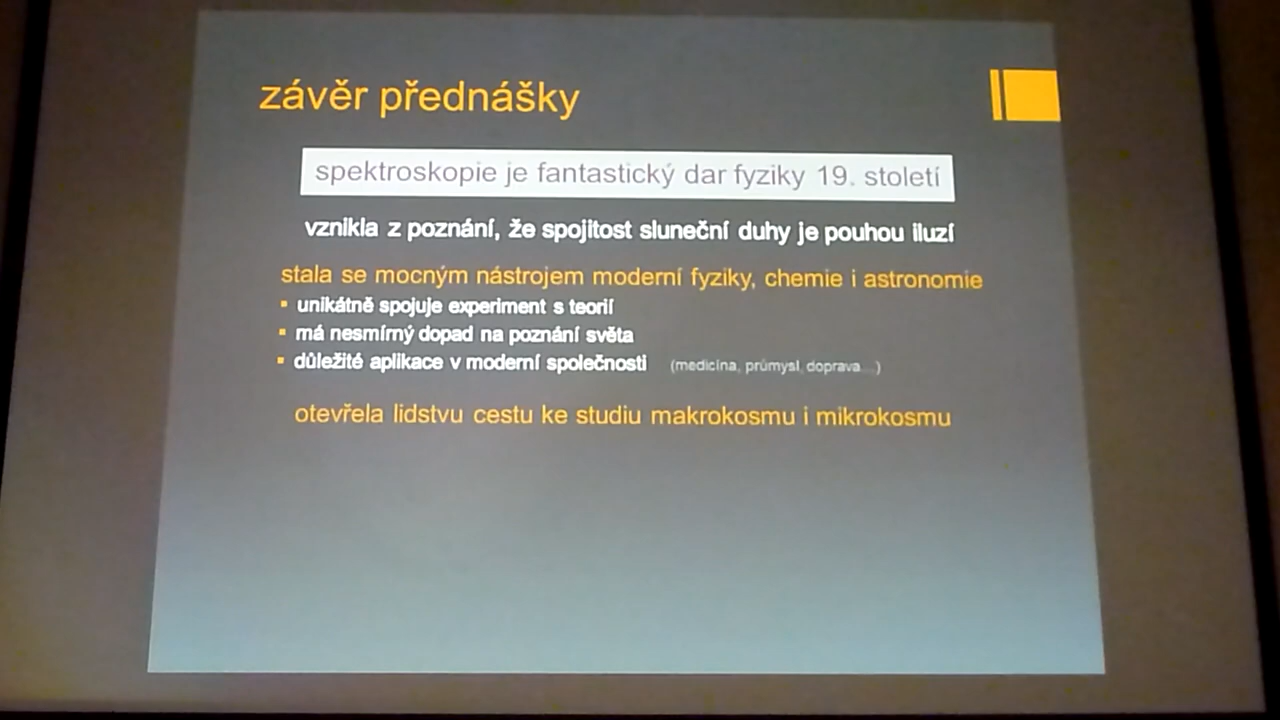 závěr přednášky
spektroskopie je fantastický dar fyziky 19. století
vznikla z poznání, že spojitost sluneční duhy je pouhou iluzí
stala se mocným nástrojem moderní fyziky, chemie i astronomie
▪ unikátně spojuje experiment s teorií
▪ má nesmírný dopad na poznání světa
▪ důležité aplikace v moderní společnosti (medicína, průmysl, doprava...)
otevřela lidstvu cestu ke studiu makrokosmu i mikrokosmu